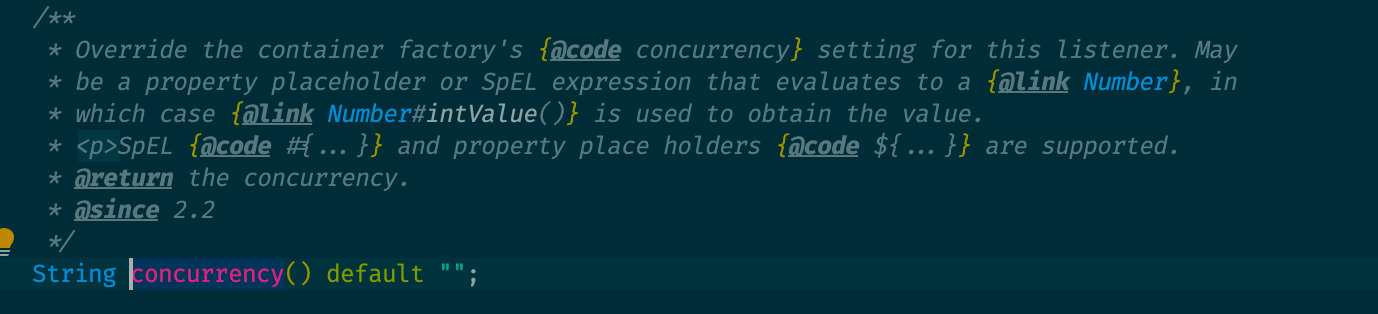 /**
* Override the container factory's {@code concurrency} setting for this listener. May
* be a property placeholder or SpEL expression that evaluates to a {@link Number}, in
* which case {@link Number#intValue()} is used to obtain the value.
* <p>SpEL {@code #{...}} and property place holders {@code ${...}} are supported.
* @return the concurrency.
* @since 2.2
*/
String concurrency() default "";